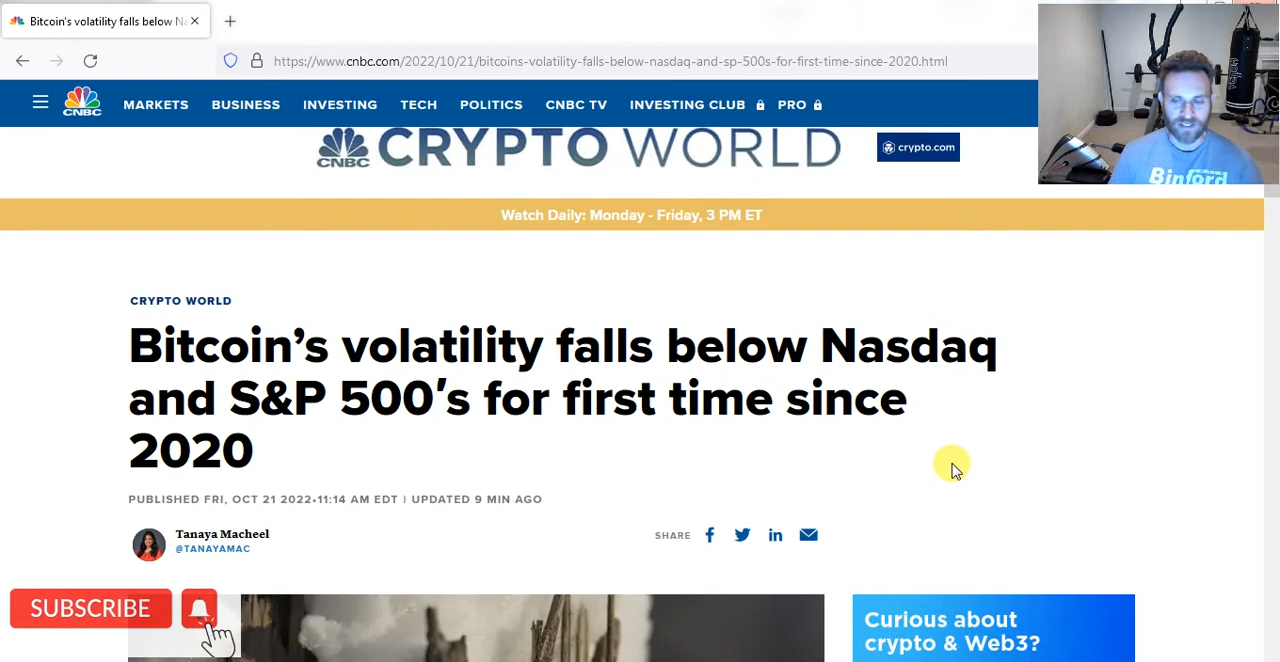 Bitcoin's volatility falls below Na
https://www.cnbc.com/2022/10/21/bitcoins-volatility-falls-below-nasdaq-and-sp-500s-for-first-time-since-2020.html
CNBC
MARKETS BUSINESS INVESTING TECH POLITICS CNBC TV INVESTING CLUB PRO
CNBC CRYPTO WORLD crypto.com
Watch Daily: Monday - Friday, 3 PM ET
Binford
CRYPTO WORLD
Bitcoin’s volatility falls below Nasdaq
and S&P 500′s for first time since
2020
PUBLISHED FRI, OCT 21 2022•11:14 AM EDT | UPDATED 9 MIN AGO
Tanaya Macheel
@TANAYAMAC
SHARE
SUBSCRIBE
Curious about
crypto & Web3?